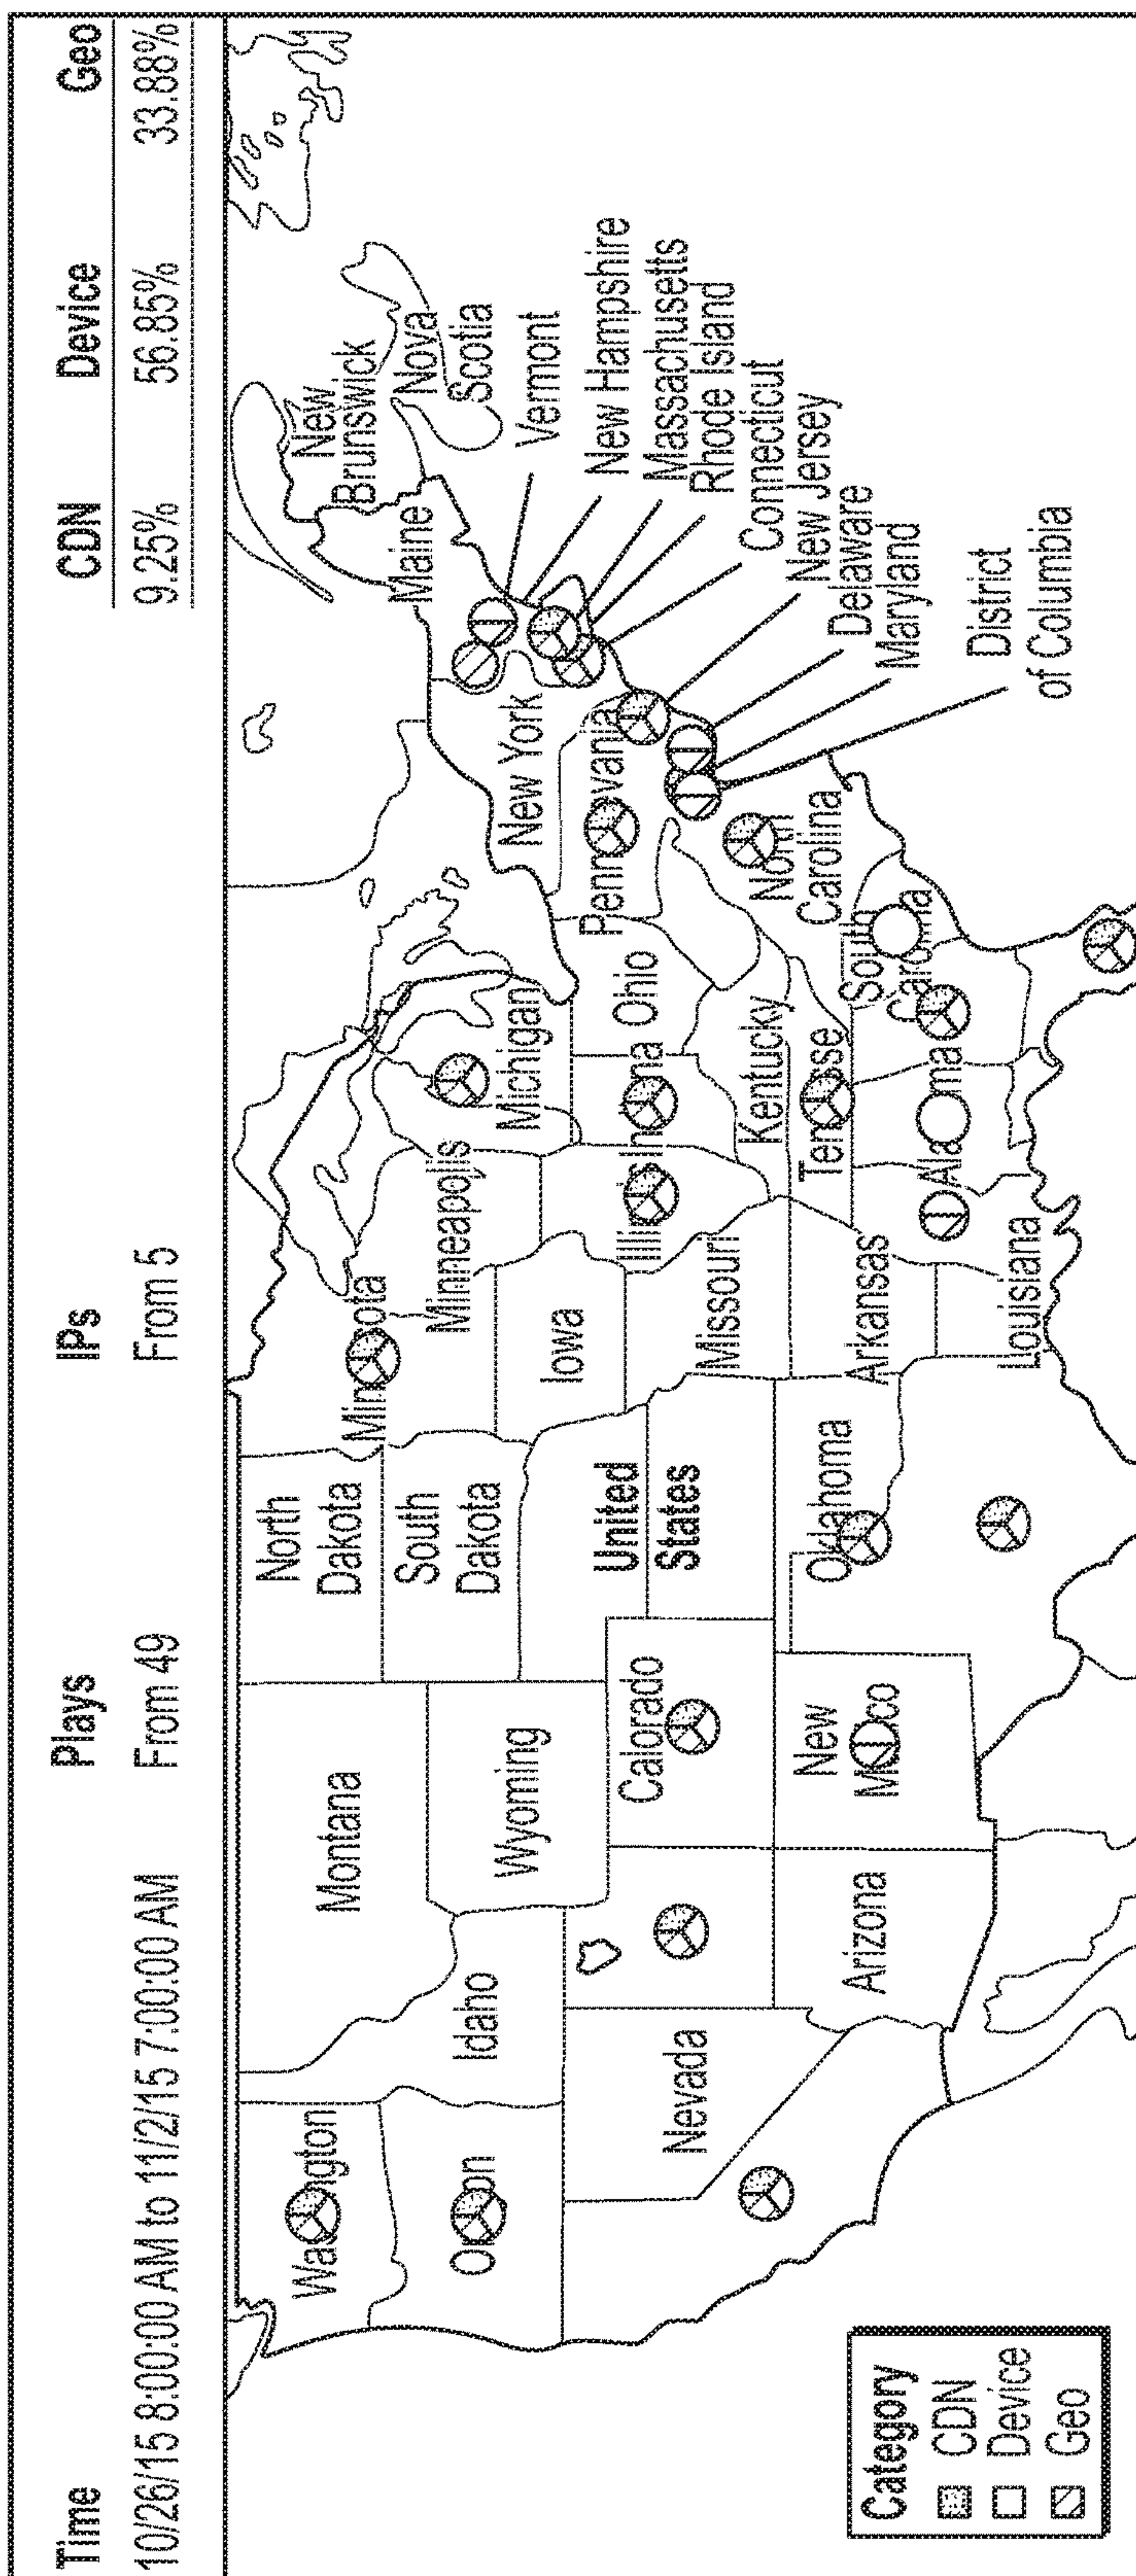 Time Plays IPs CDN Device Geo
10/26/15 8:00:00 AM to 11/2/15 7:00:00 AM From 49 From 5 9.25% 56.85% 33.88%
Montana
North
Dakota
South
Dakota
Idaho
Wyoming
Nevada
Calorado
United
States
Arizona
New
Oklahoma
Minneapolis
Iowa
Missouri
Arkansas
Louisiana
Michigan
Ohio
Kentucky
New York
North
Carolina
South
Maine
New
Brunswick
Nova
Scotia
Vermont
New Hampshire
Massachusetts
Rhode Island
Connecticut
New Jersey
Delaware
Maryland
District
of Columbia
Category
CDN
Device
Geo